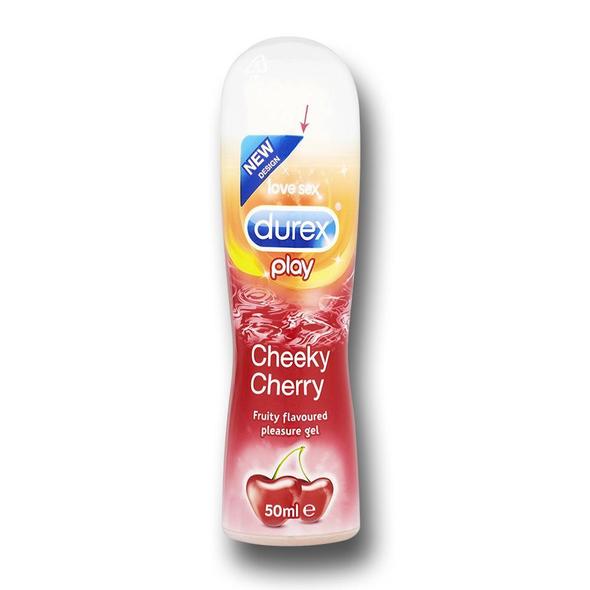 NEW
DESIGN
love sex
durex®
play
Cheeky
Cherry
Fruity flavoured
pleasure gel
50ml e